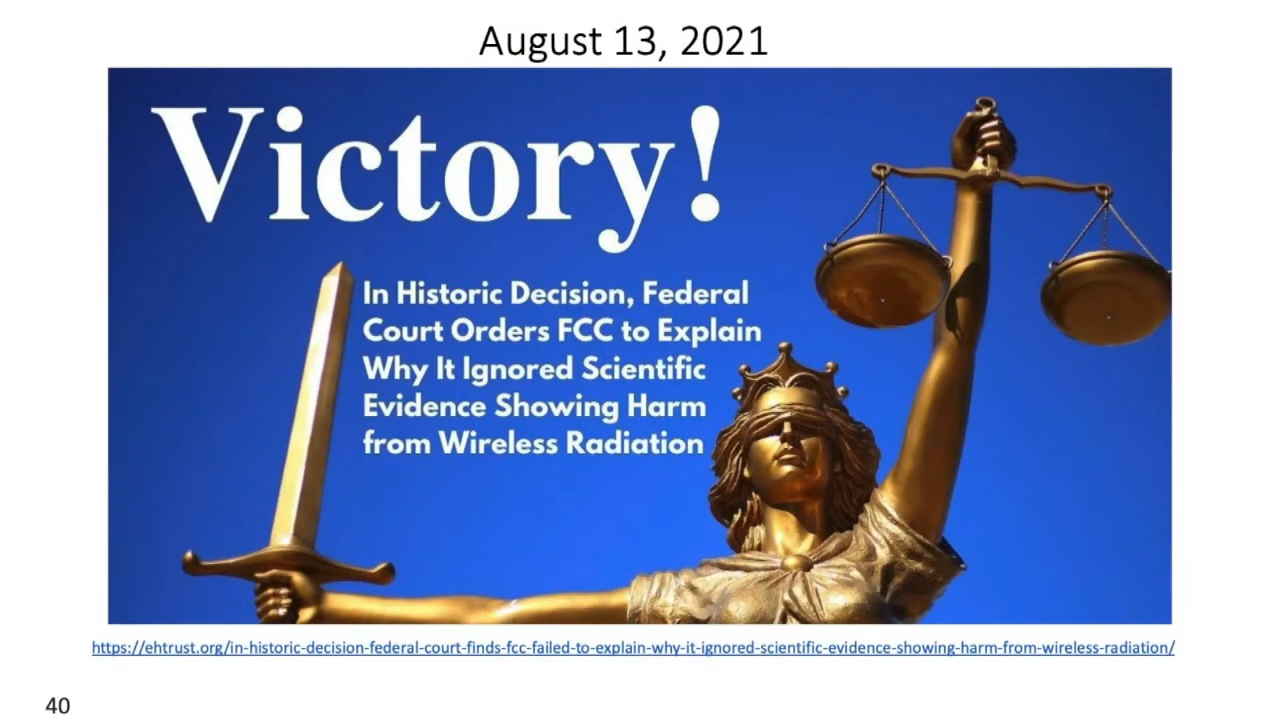 August 13, 2021
Victory!
In Historic Decision, Federal
Court Orders FCC to Explain
Why It Ignored Scientific
Evidence Showing Harm
from Wireless Radiation
https://ehtrust.org/in-historic-decision-federal-court-finds-fcc-failed-to-explain-why-it-ignored-scientific-evidence-showing-harm-from-wireless-radiation/
40